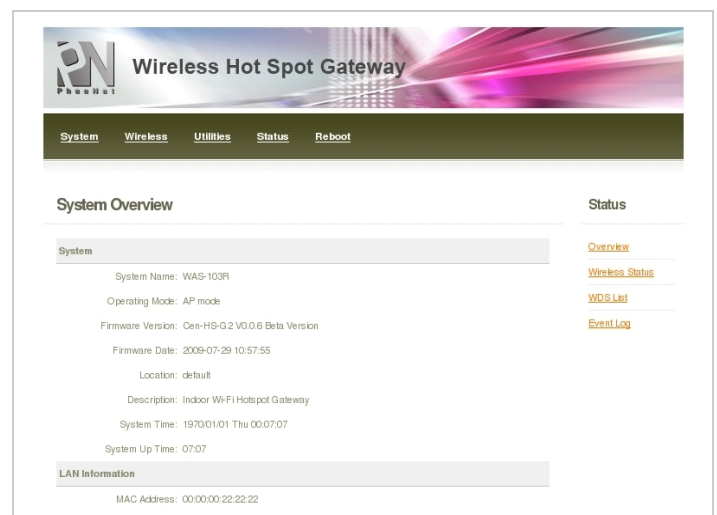 PN
PheeNet
Wireless Hot Spot Gateway
System Wireless Utilities Status Reboot
System Overview
System
System Name: WAS-103R
Operating Mode: AP mode
Firmware Version: Cen-HS-G2 V0.0.6 Beta Version
Firmware Date: 2009-07-29 10:57:55
Location: default
Description: Indoor Wi-Fi Hotspot Gateway
System Time: 1970/01/01 Thu 00:07:07
System Up Time: 07:07
LAN Information
MAC Address: 00:00:00:22:22:22
Status
Overview
Wireless Status
WDS List
Event Log